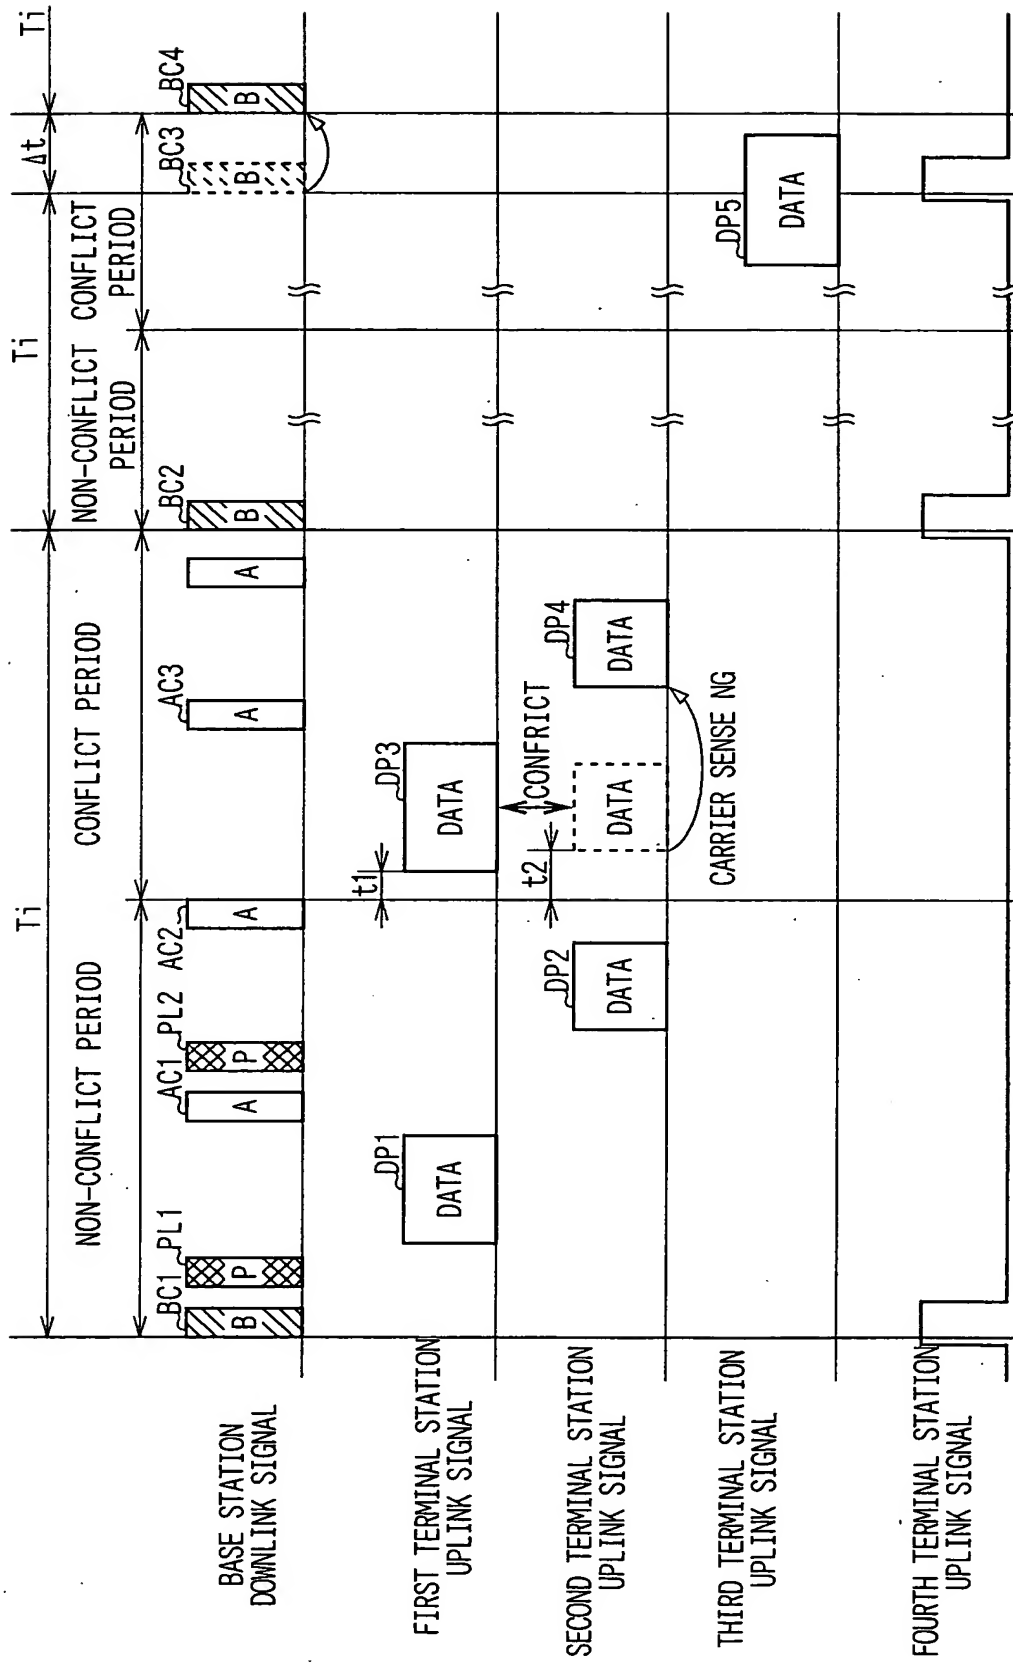 Ti
Ti
Δt
Ti
NON-CONFLICT PERIOD
CONFLICT PERIOD
NON-CONFLICT
PERIOD
CONFLICT
PERIOD
BC1
PL1
AC1
PL2
AC2
AC3
BC2
BC3
BC4
B
P
A
P
A
A
A
B
B
B
BASE STATION
DOWNLINK SIGNAL
DP1
DATA
t1
DP3
DATA
FIRST TERMINAL STATION
UPLINK SIGNAL
CONFRICT
DP2
DATA
t2
DATA
DP4
DATA
SECOND TERMINAL STATION
UPLINK SIGNAL
CARRIER SENSE NG
DP5
DATA
THIRD TERMINAL STATION
UPLINK SIGNAL
FOURTH TERMINAL STATION
UPLINK SIGNAL